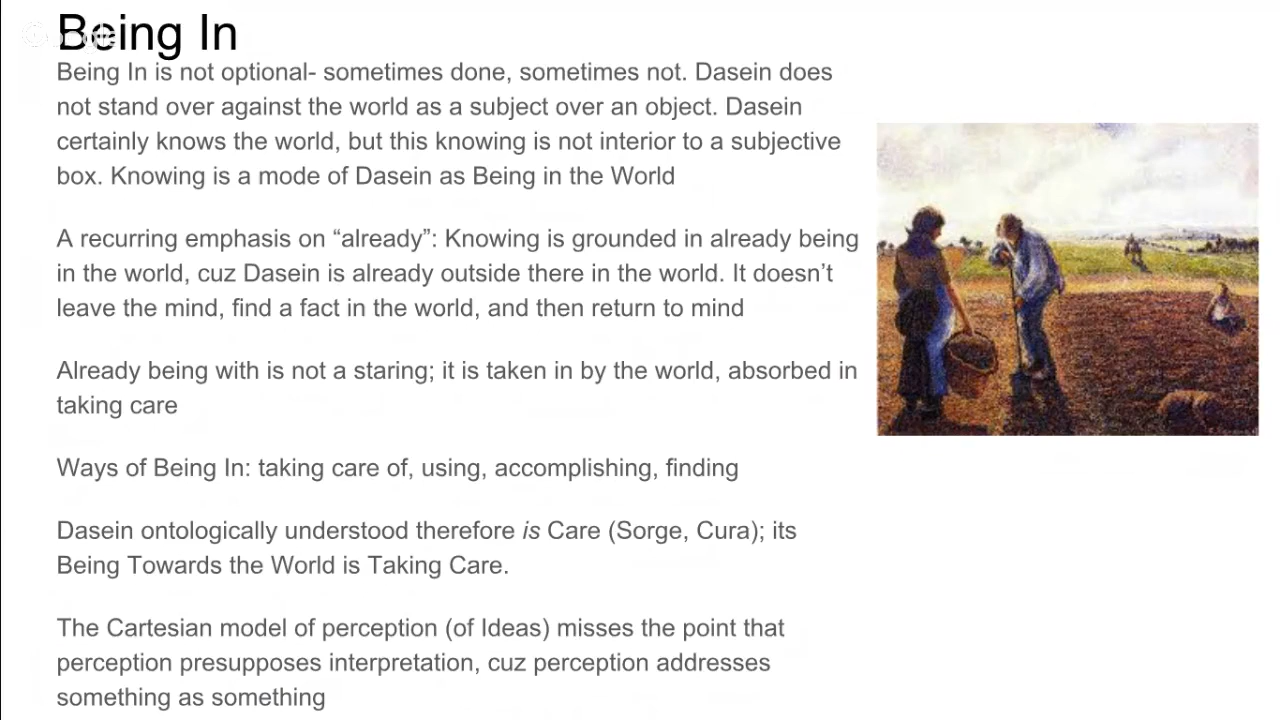 Being In
Google
Being In is not optional- sometimes done, sometimes not. Dasein does
not stand over against the world as a subject over an object. Dasein
certainly knows the world, but this knowing is not interior to a subjective
box. Knowing is a mode of Dasein as Being in the World
A recurring emphasis on “already”: Knowing is grounded in already being
in the world, cuz Dasein is already outside there in the world. It doesn’t
leave the mind, find a fact in the world, and then return to mind
Already being with is not a staring; it is taken in by the world, absorbed in
taking care
Ways of Being In: taking care of, using, accomplishing, finding
Dasein ontologically understood therefore is Care (Sorge, Cura); its
Being Towards the World is Taking Care.
The Cartesian model of perception (of Ideas) misses the point that
perception presupposes interpretation, cuz perception addresses
something as something